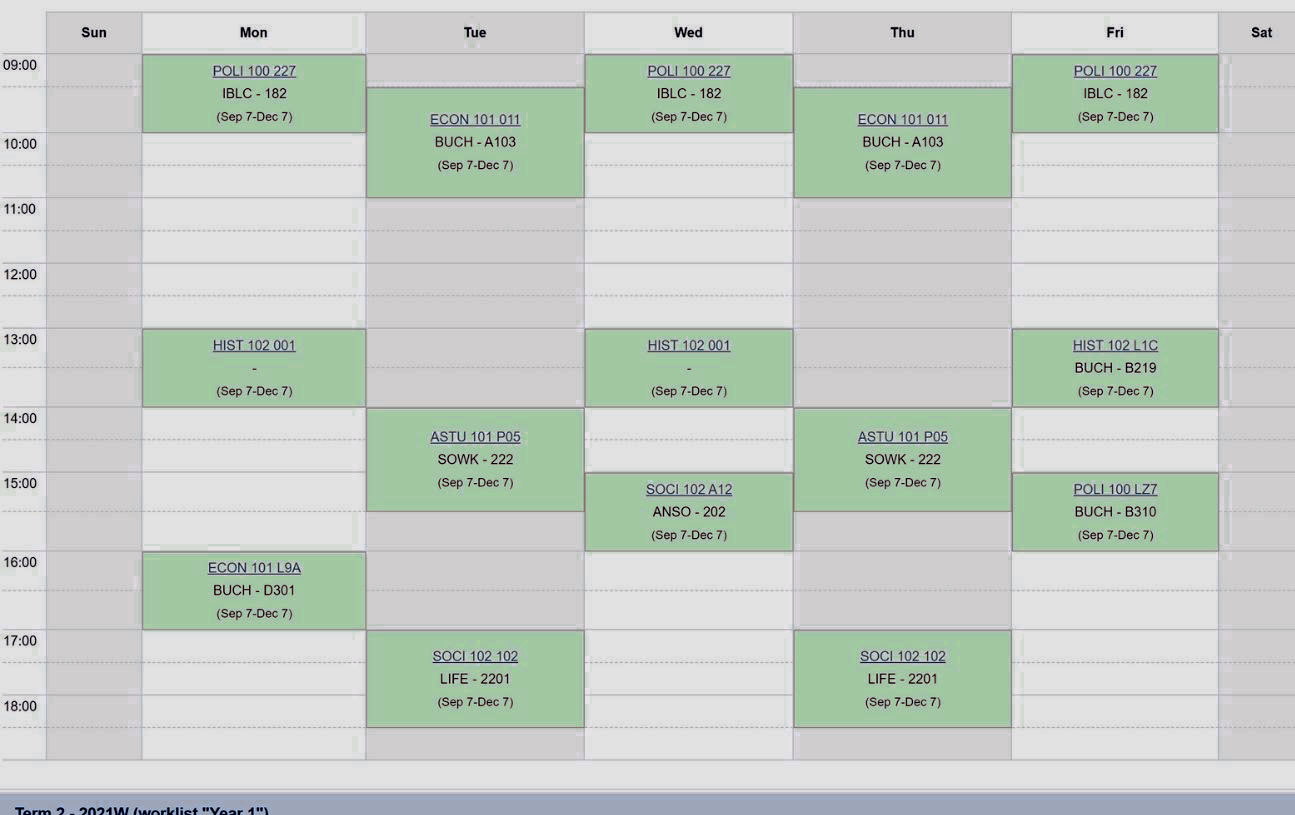 Sun Mon Tue Wed Thu Fri Sat
09:00
POLI 100 227
IBLC - 182
(Sep 7-Dec 7)
POLI 100 227
IBLC - 182
(Sep 7-Dec 7)
POLI 100 227
IBLC - 182
(Sep 7-Dec 7)
ECON 101 011
BUCH - A103
(Sep 7-Dec 7)
ECON 101 011
BUCH - A103
(Sep 7-Dec 7)
10:00
11:00
12:00
13:00
HIST 102 001
-
(Sep 7-Dec 7)
HIST 102 001
-
(Sep 7-Dec 7)
HIST 102 L1C
BUCH - B219
(Sep 7-Dec 7)
14:00
ASTU 101 P05
SOWK - 222
(Sep 7-Dec 7)
ASTU 101 P05
SOWK - 222
(Sep 7-Dec 7)
15:00
SOCI 102 A12
ANSO - 202
(Sep 7-Dec 7)
POLI 100 LZ7
BUCH - B310
(Sep 7-Dec 7)
16:00
ECON 101 L9A
BUCH - D301
(Sep 7-Dec 7)
17:00
SOCI 102 102
LIFE - 2201
(Sep 7-Dec 7)
SOCI 102 102
LIFE - 2201
(Sep 7-Dec 7)
18:00
Term 2 - 2021W (worklist "Year 1")